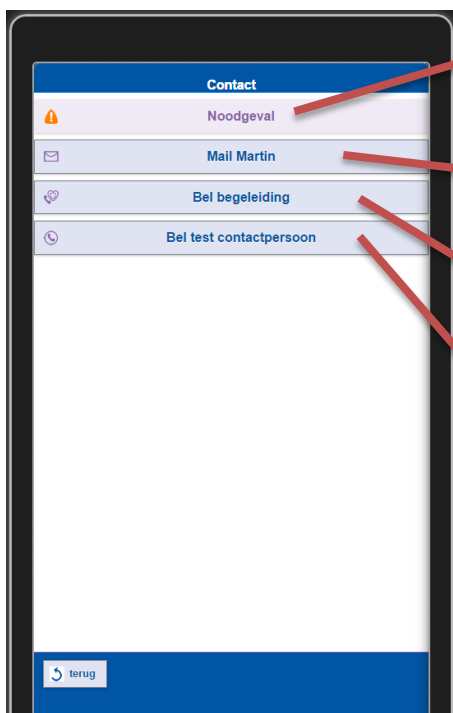 Contact
Noodgeval
Mail Martin
Bel begeleiding
Bel test contactpersoon
terug